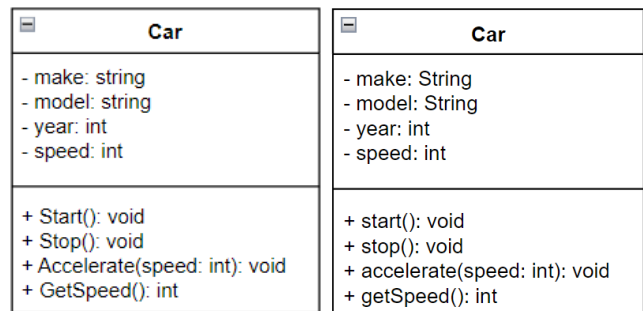 Car
- make: string
- model: string
- year: int
- speed: int
+ Start(): void
+ Stop(): void
+ Accelerate(speed: int): void
+ GetSpeed(): int
Car
- make: String
- model: String
- year: int
- speed: int
+ start(): void
+ stop(): void
+ accelerate(speed: int): void
+ getSpeed(): int